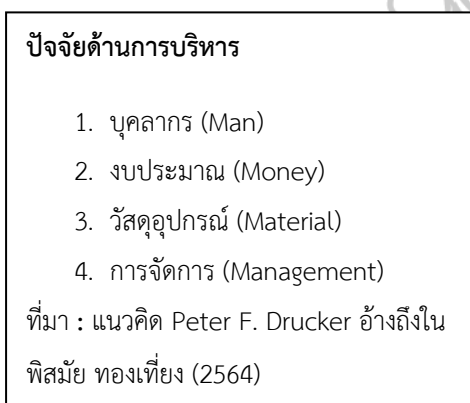 ปัจจัยด้านการบริหาร
1. บุคลากร (Man)
2. งบประมาณ (Money)
3. วัสดุอุปกรณ์ (Material)
4. การจัดการ (Management)
ที่มา : แนวคิด Peter F. Drucker อ้างถึงใน
พิสมัย ทองเที่ยง (2564)